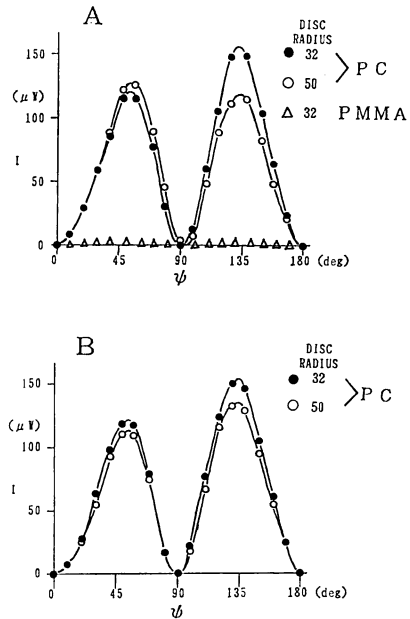 A
DISC
RADIUS
● 32
○ 50
> PC
△ 32 PMMA
150
(μV)
100
I
50
0
0 45 90 135 180 (deg)
ψ
B
DISC
RADIUS
● 32
○ 50
> PC
150
(μV)
100
I
50
0
0 45 90 135 180 (deg)
ψ